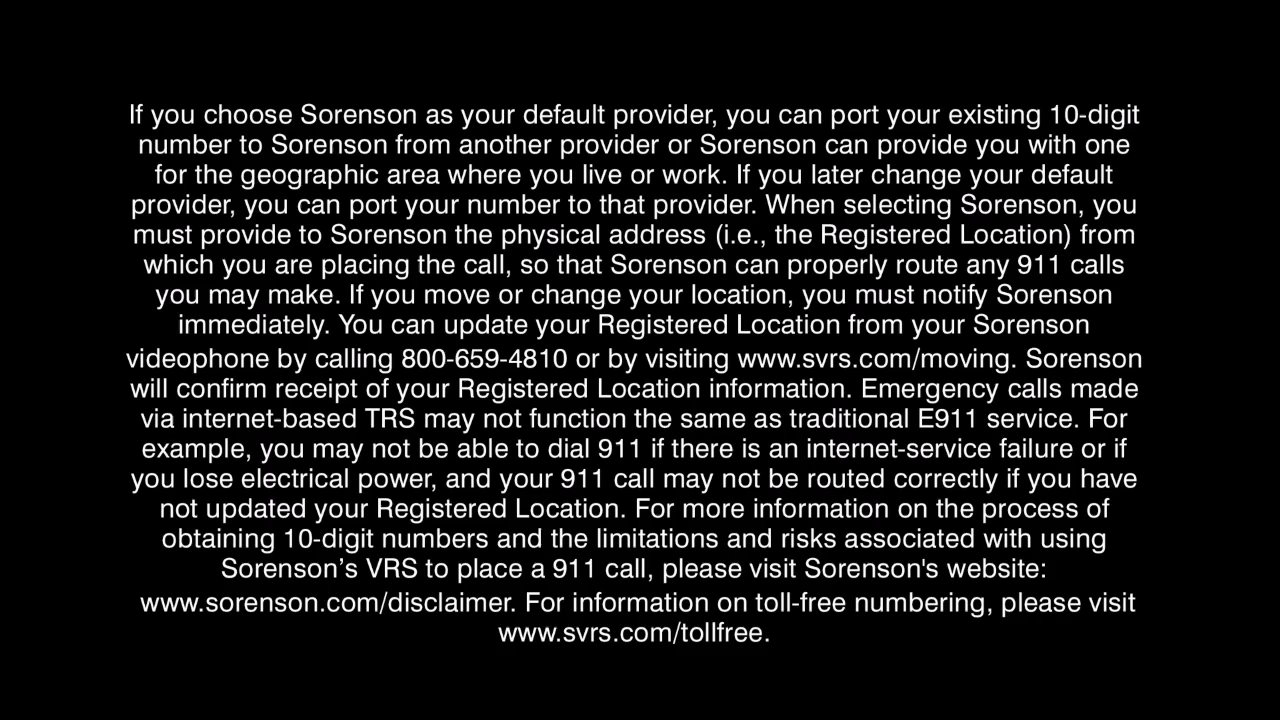 If you choose Sorenson as your default provider, you can port your existing 10-digit
number to Sorenson from another provider or Sorenson can provide you with one
for the geographic area where you live or work. If you later change your default
provider, you can port your number to that provider. When selecting Sorenson, you
must provide to Sorenson the physical address (i.e., the Registered Location) from
which you are placing the call, so that Sorenson can properly route any 911 calls
you may make. If you move or change your location, you must notify Sorenson
immediately. You can update your Registered Location from your Sorenson
videophone by calling 800-659-4810 or by visiting www.svrs.com/moving. Sorenson
will confirm receipt of your Registered Location information. Emergency calls made
via internet-based TRS may not function the same as traditional E911 service. For
example, you may not be able to dial 911 if there is an internet-service failure or if
you lose electrical power, and your 911 call may not be routed correctly if you have
not updated your Registered Location. For more information on the process of
obtaining 10-digit numbers and the limitations and risks associated with using
Sorenson’s VRS to place a 911 call, please visit Sorenson's website:
www.sorenson.com/disclaimer. For information on toll-free numbering, please visit
www.svrs.com/tollfree.